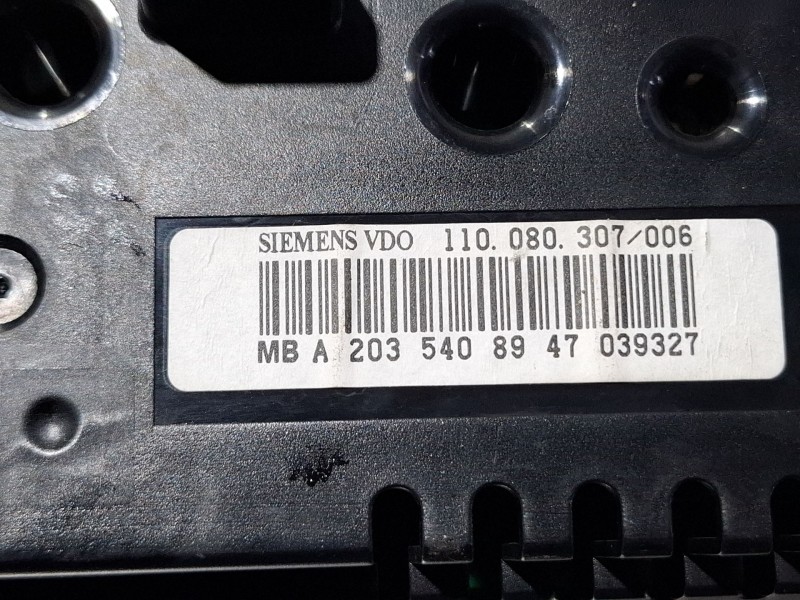 SIEMENS VDO 110.080.307/006
MB A 203 540 89 47 039327